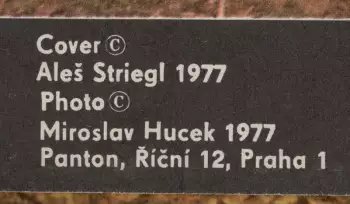 Cover ©
Aleš Striegl 1977
Photo ©
Miroslav Hucek 1977
Panton, Říční 12, Praha 1